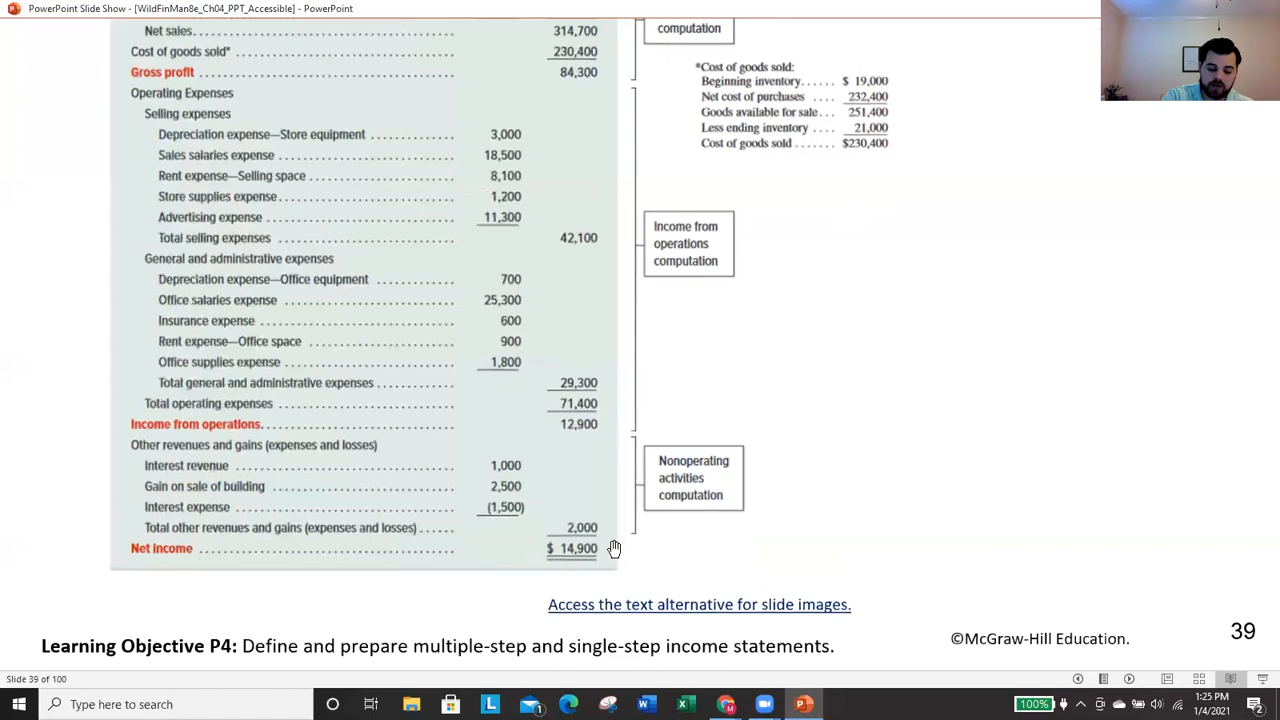 PowerPoint Slide Show - [WildFinMan8e_Ch04_PPT_Accessible] - PowerPoint
Net sales 314,700
Cost of goods sold* 230,400
Gross profit 84,300
Operating Expenses
Selling expenses
Depreciation expense—Store equipment 3,000
Sales salaries expense 18,500
Rent expense—Selling space 8,100
Store supplies expense 1,200
Advertising expense 11,300
Total selling expenses 42,100
General and administrative expenses
Depreciation expense—Office equipment 700
Office salaries expense 25,300
Insurance expense 600
Rent expense—Office space 900
Office supplies expense 1,800
Total general and administrative expenses 29,300
Total operating expenses 71,400
Income from operations 12,900
Other revenues and gains (expenses and losses)
Interest revenue 1,000
Gain on sale of building 2,500
Interest expense (1,500)
Total other revenues and gains (expenses and losses) 2,000
Net income $ 14,900
computation
*Cost of goods sold:
Beginning inventory $ 19,000
Net cost of purchases 232,400
Goods available for sale 251,400
Less ending inventory 21,000
Cost of goods sold $230,400
Income from
operations
computation
Nonoperating
activities
computation
Access the text alternative for slide images.
Learning Objective P4: Define and prepare multiple-step and single-step income statements.
©McGraw-Hill Education.
39
Slide 39 of 100
Type here to search
100%
1:25 PM
1/4/2021